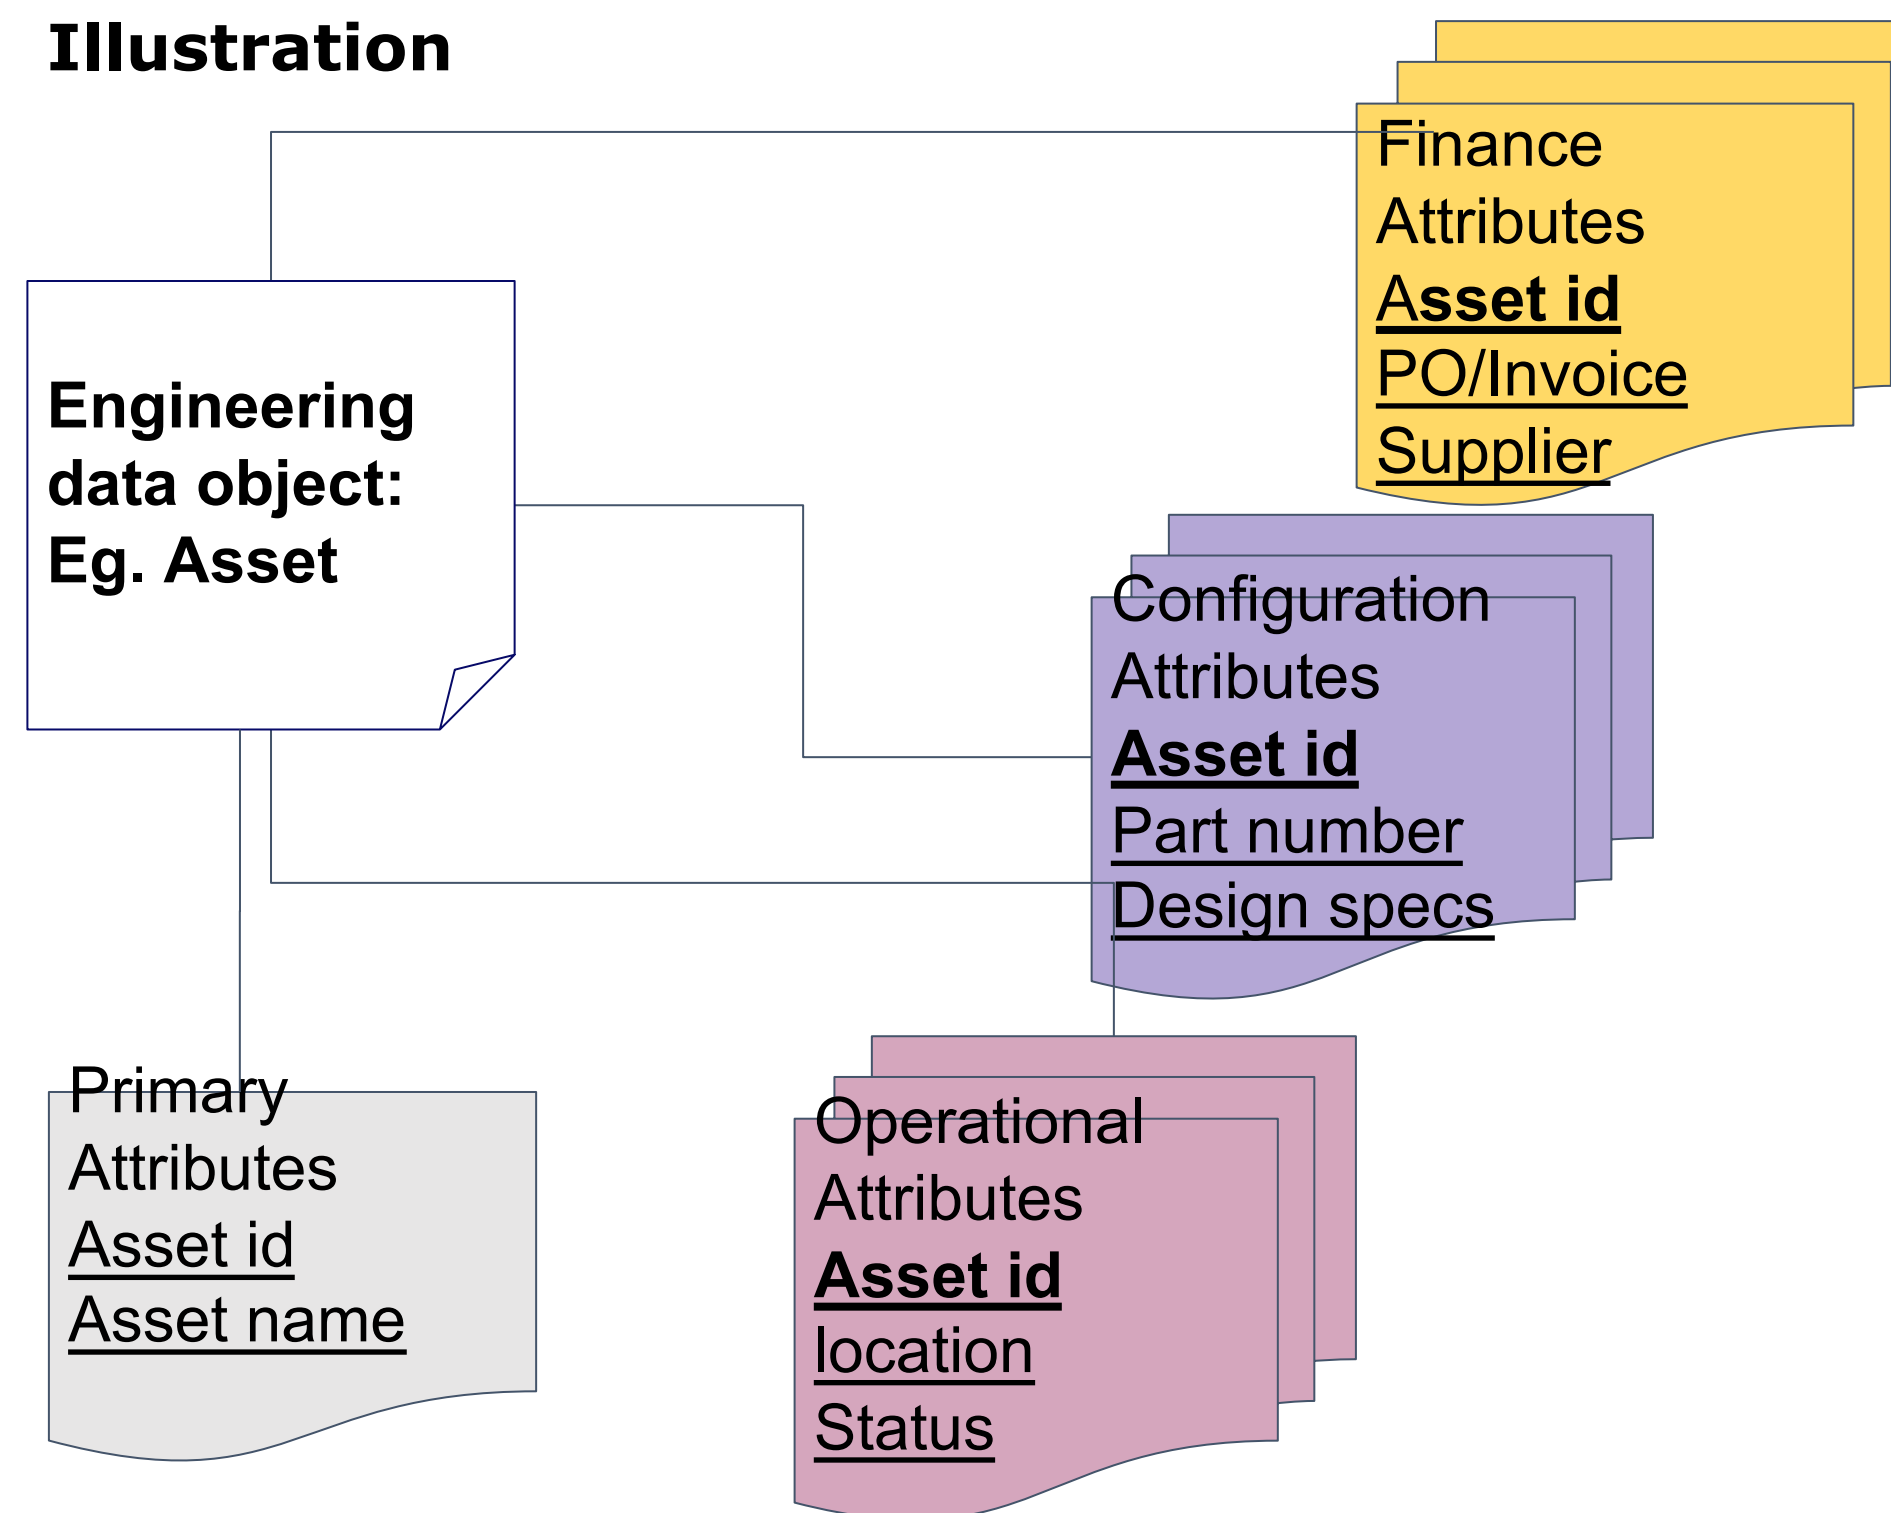 Illustration
Engineering
data object:
Eg. Asset
Finance
Attributes
Asset id
PO/Invoice
Supplier
Configuration
Attributes
Asset id
Part number
Design specs
Primary
Attributes
Asset id
Asset name
Operational
Attributes
Asset id
location
Status